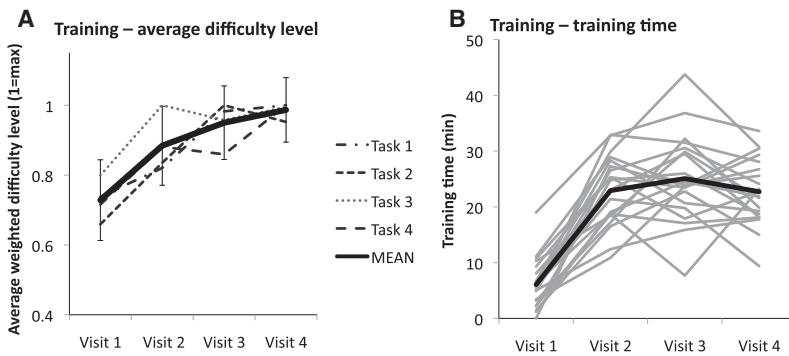 A
Training – average difficulty level
Average weighted difficulty level (1=max)
1
0.8
0.6
0.4
Visit 1 Visit 2 Visit 3 Visit 4
Task 1
Task 2
Task 3
Task 4
MEAN
B
Training – training time
Training time (min)
50
40
30
20
10
0
Visit 1 Visit 2 Visit 3 Visit 4